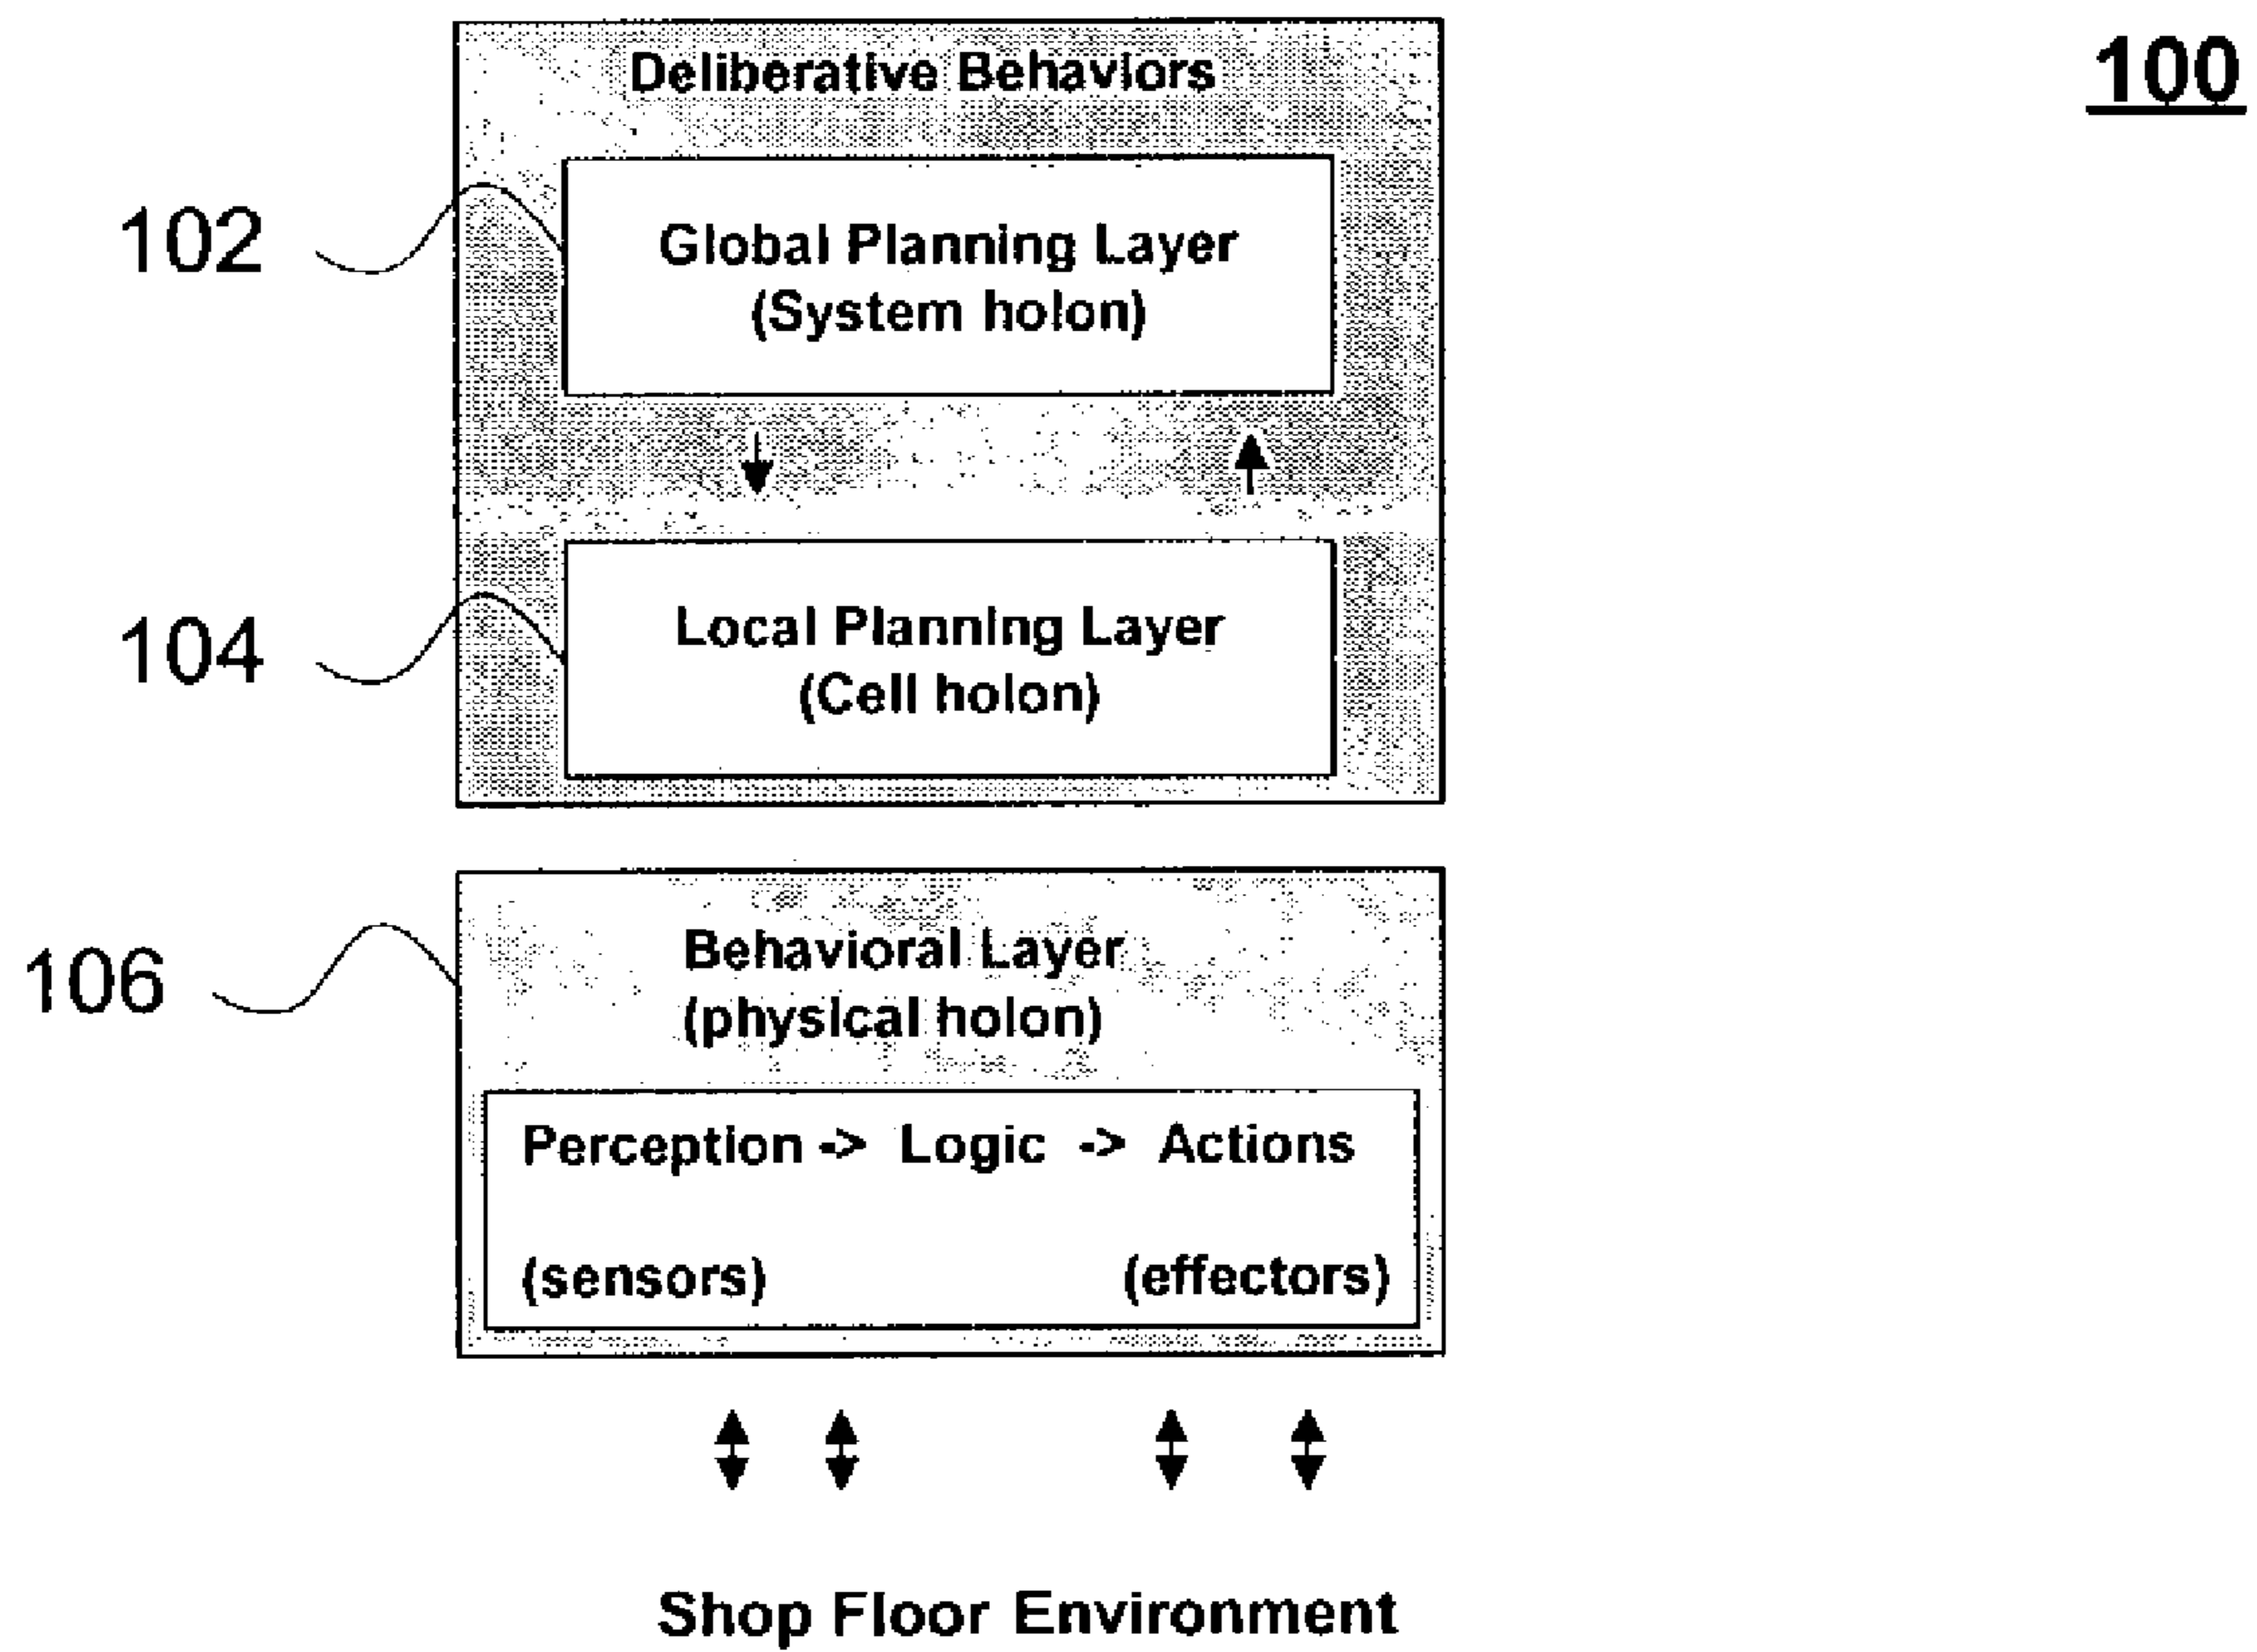 100
Deliberative Behaviors
102
Global Planning Layer
(System holon)
104
Local Planning Layer
(Cell holon)
106
Behavioral Layer
(physical holon)
Perception -> Logic -> Actions
(sensors) (effectors)
Shop Floor Environment